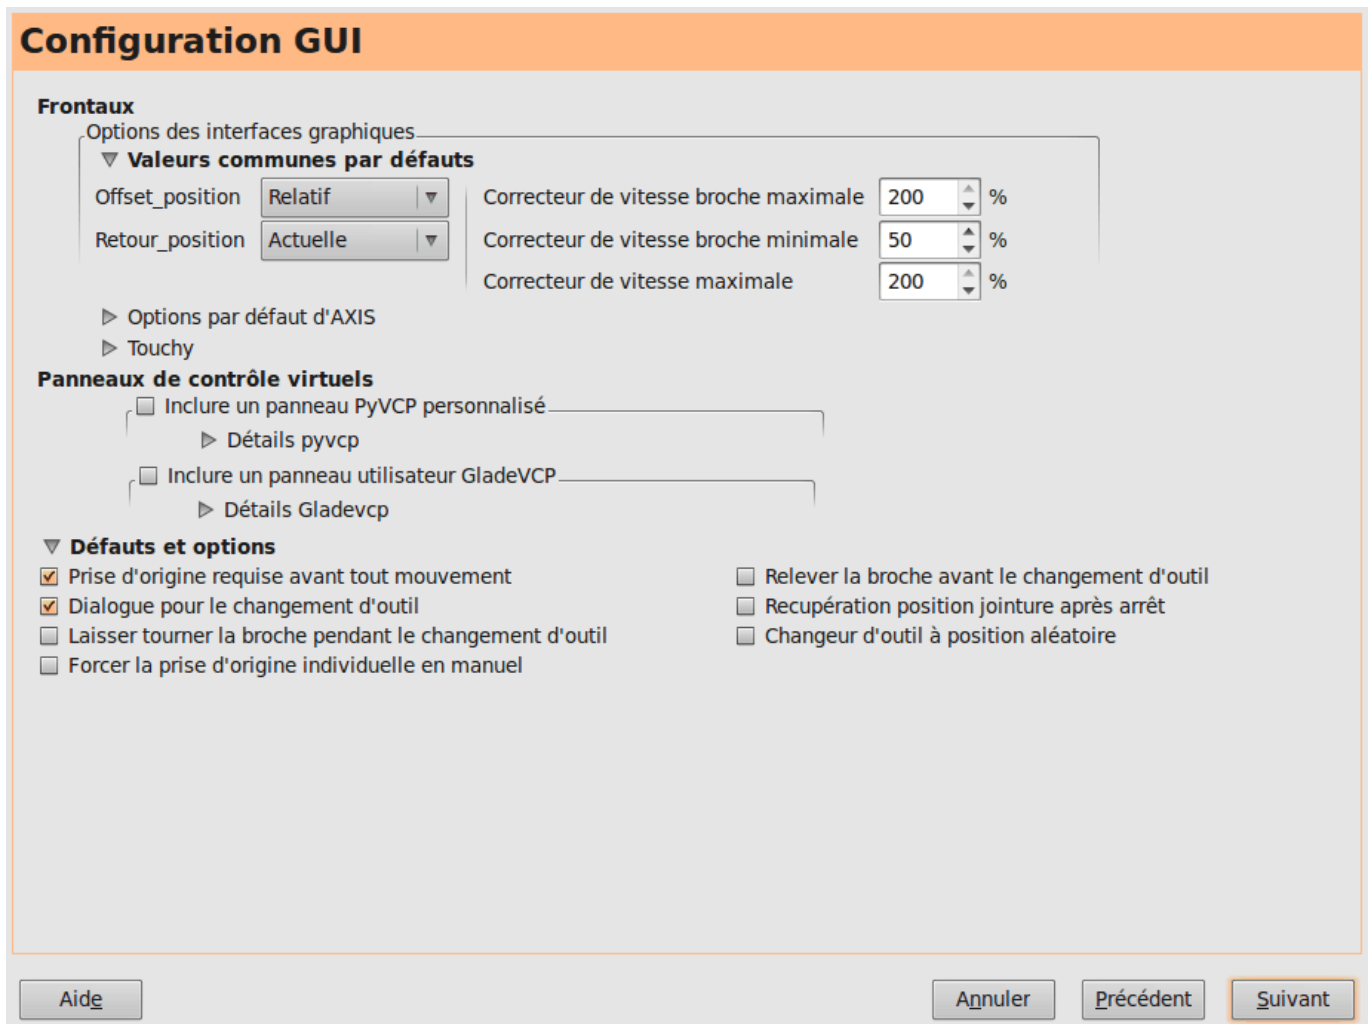 Configuration GUI
Frontaux
Options des interfaces graphiques
Valeurs communes par défauts
Offset_position Relatif Correcteur de vitesse broche maximale 200 %
Retour_position Actuelle Correcteur de vitesse broche minimale 50 %
Correcteur de vitesse maximale 200 %
Options par défaut d'AXIS
Touchy
Panneaux de contrôle virtuels
Inclure un panneau PyVCP personnalisé
Détails pyvcp
Inclure un panneau utilisateur GladeVCP
Détails Gladevcp
Défauts et options
Prise d'origine requise avant tout mouvement Relever la broche avant le changement d'outil
Dialogue pour le changement d'outil Recupération position jointure après arrêt
Laisser tourner la broche pendant le changement d'outil Changeur d'outil à position aléatoire
Forcer la prise d'origine individuelle en manuel
Aide Annuler Précédent Suivant